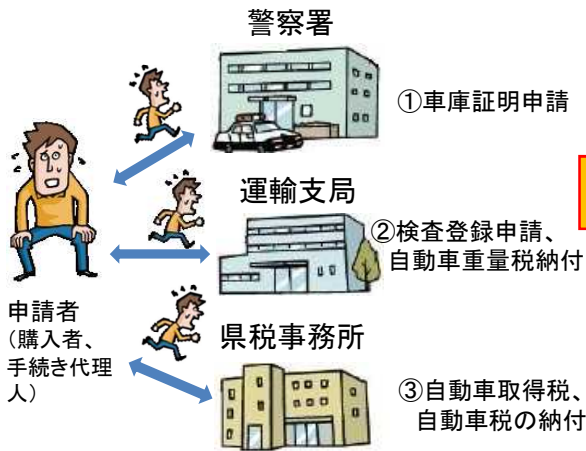 警察署
①車庫証明申請
運輸支局
②検査登録申請、
自動車重量税納付
申請者
(購入者、
手続き代理
人)
県税事務所
③自動車取得税、
自動車税の納付